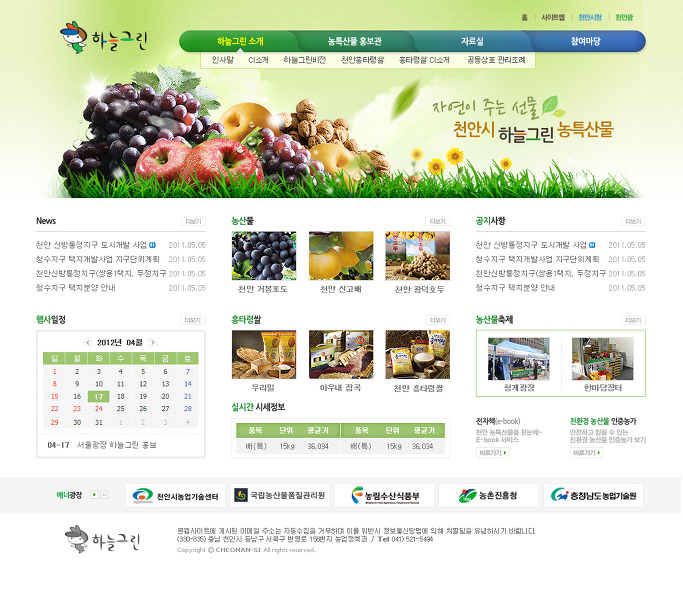 홈 사이트맵 천안시청 천안팜
하늘그린
하늘그린 소개 농특산물 홍보관 자료실 참여마당
인사말 CI소개 하늘그린비전 천안흥타령쌀 흥타령쌀 CI소개 공동상표 관리조례
자연이 주는 선물
천안시 하늘그린 농특산물
News 더보기
천안 신방통정지구 도시개발 사업 2011.05.05
청수지구 택지개발사업 지구단위계획 2011.05.05
천안신방통정지구(쌍용1택지, 두정지구 2011.05.05
청수지구 택지분양 안내 2011.05.05
농산물 더보기
천안 거봉포도 천안 신고배 천안 광덕호두
공지사항 더보기
천안 신방통정지구 도시개발 사업 2011.05.05
청수지구 택지개발사업 지구단위계획 2011.05.05
천안신방통정지구(쌍용1택지, 두정지구 2011.05.05
청수지구 택지분양 안내 2011.05.05
행사일정 더보기
2012년 04월
일 월 화 수 목 금 토
1 2 3 4 5 6 7
8 9 10 11 12 13 14
15 16 17 18 19 20 21
22 23 24 25 26 27 28
29 30 31 1 2 3 4
04-17 서울광장 하늘그린 홍보
흥타령쌀 더보기
우리밀 아우내 잡곡 천안 흥타령쌀
실시간 시세정보
품목 단위 평균가 품목 단위 평균가
배(특) 15kg 36,034 배(특) 15kg 36,034
농산물축제 더보기
청계광장 한마당장터
전자책(e-book)
천안 농특산물을 한눈에~
E-book 서비스
바로가기
친환경 농산물 인증농가
안전하고 믿을 수 있는
친환경 농산물 인증농가 보기
바로가기
배너광장
천안시농업기술센터 국립농산물품질관리원 농림수산식품부 농촌진흥청 충청남도농업기술원
하늘그린
본웹사이트에 게시된 이메일 주소는 자동수집을 거부하며 이를 위반시 정보통신망법에 의해 처벌됨을 유념하시기 바랍니다.
(330-835) 충남 천안시 동남구 서북구 번영로 156번지 농업정책과 / Tel 041) 521-5494
Copyright © CHEONAN-SI All rights reserved.